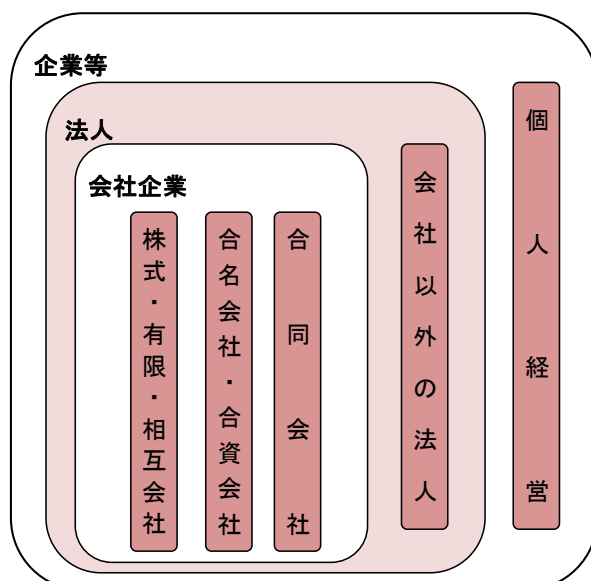 企業等
法人
会社企業
株式・有限・相互会社
合名会社・合資会社
合同会社
会社以外の法人
個人経営